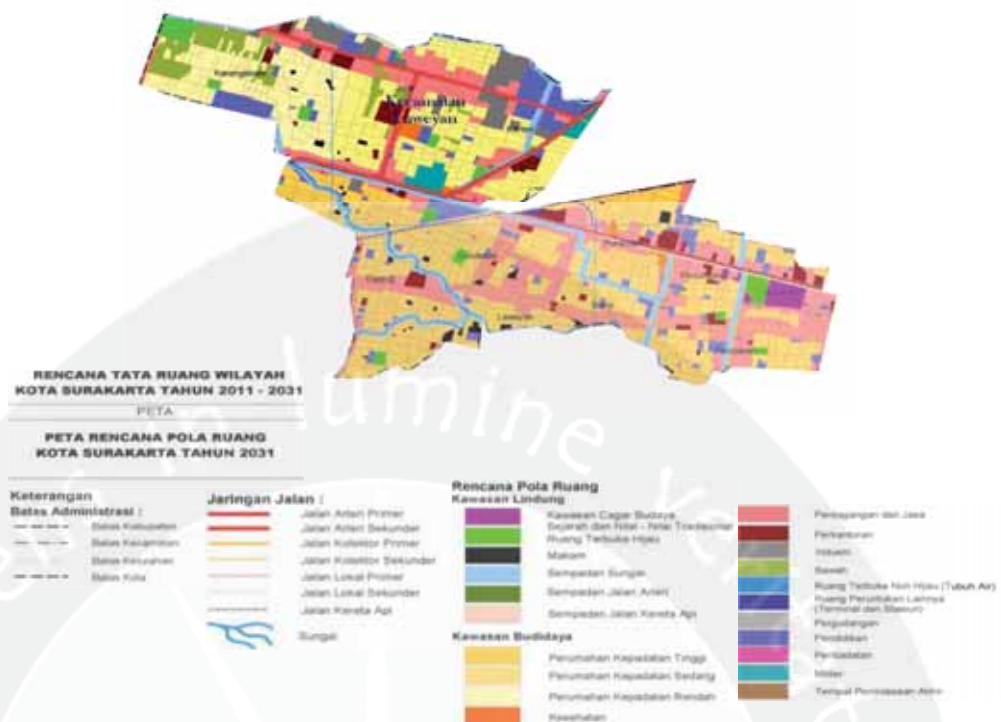 Karangasem
Kecamatan
Laweyan
Laweyan
RENCANA TATA RUANG WILAYAH
KOTA SURAKARTA TAHUN 2011 - 2031
PETA
PETA RENCANA POLA RUANG
KOTA SURAKARTA TAHUN 2031
Keterangan
Batas Administrasi :
Batas Kabupaten
Batas Kecamatan
Batas Kelurahan
Batas Kota
Jaringan Jalan :
Jalan Arteri Primer
Jalan Arteri Sekunder
Jalan Kolektor Primer
Jalan Kolektor Sekunder
Jalan Lokal Primer
Jalan Lokal Sekunder
Jalan Kereta Api
Sungai
Rencana Pola Ruang
Kawasan Lindung
Kawasan Cagar Budaya
Sejarah dan Nilai - Nilai Tradisional
Ruang Terbuka Hijau
Makam
Sempadan Sungai
Sempadan Jalan Arteri
Sempadan Jalan Kereta Api
Kawasan Budidaya
Perumahan Kepadatan Tinggi
Perumahan Kepadatan Sedang
Perumahan Kepadatan Rendah
Kesehatan
Perdagangan dan Jasa
Perkantoran
Industri
Sawah
Ruang Terbuka Non Hijau (Tubuh Air)
Ruang Peruntukan Lainnya
(Terminal dan Stasiun)
Pergudangan
Pendidikan
Peribadatan
Militer
Tempat Pemrosesan Akhir
in lumine